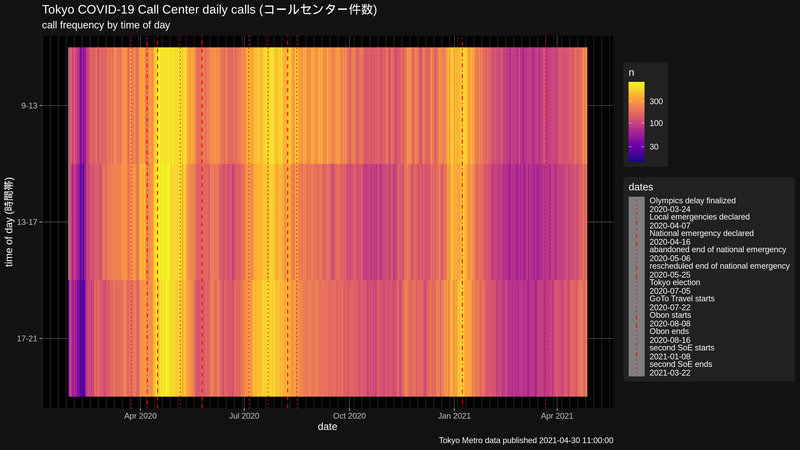 Tokyo COVID-19 Call Center daily calls (コールセンター件数)
call frequency by time of day
time of day (時間帯)
9-13
13-17
17-21
Apr 2020
Jul 2020
Oct 2020
Jan 2021
Apr 2021
date
n
300
100
30
dates
Olympics delay finalized
2020-03-24
Local emergencies declared
2020-04-07
National emergency declared
2020-04-16
abandoned end of national emergency
2020-05-06
rescheduled end of national emergency
2020-05-25
Tokyo election
2020-07-05
GoTo Travel starts
2020-07-22
Obon starts
2020-08-08
Obon ends
2020-08-16
second SoE starts
2021-01-08
second SoE ends
2021-03-22
Tokyo Metro data published 2021-04-30 11:00:00